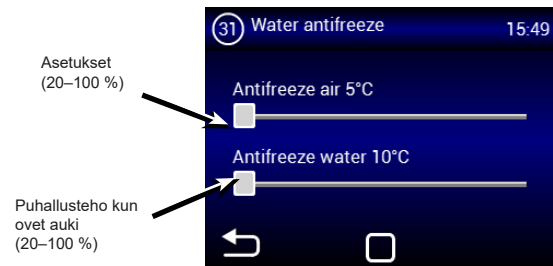 31 Water antifreeze 15:49
Asetukset
(20–100 %)
Antifreeze air 5°C
Antifreeze water 10°C
Puhallusteho kun
ovet auki
(20–100 %)